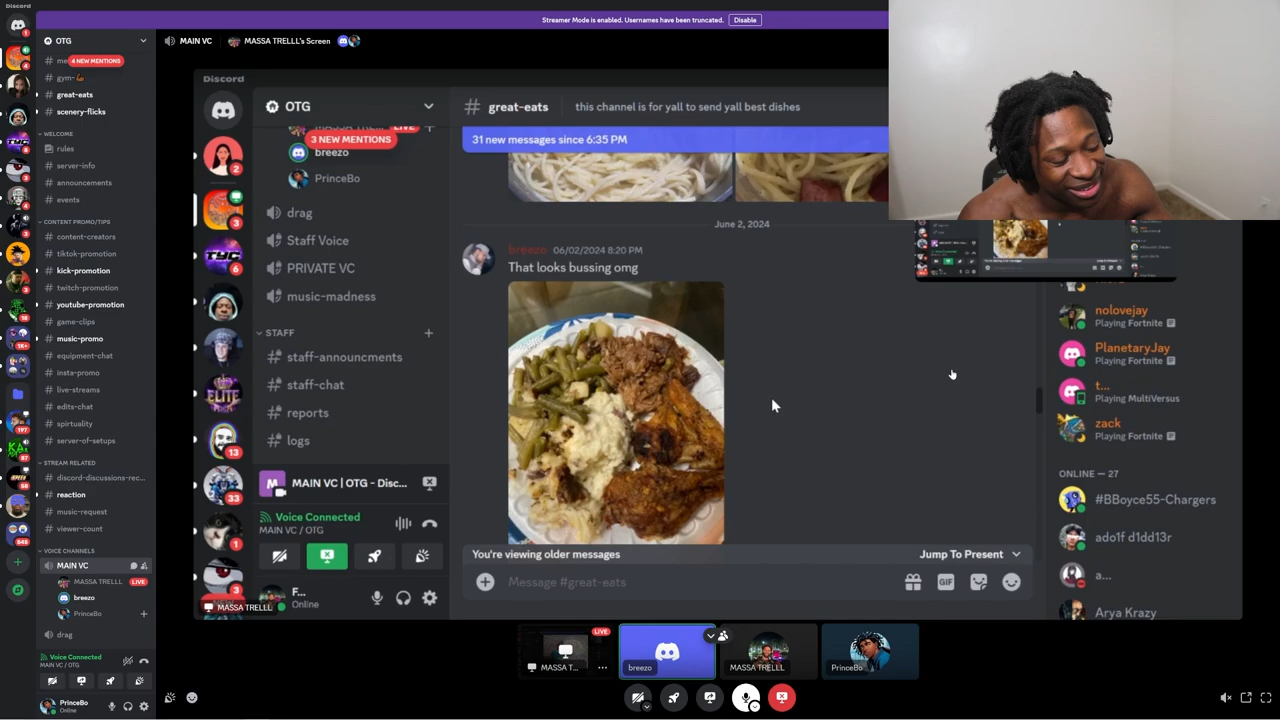 Discord
Streamer Mode is enabled. Usernames have been truncated.
Disable
OTG
4 NEW MENTIONS
gym-
great-eats
scenery-flicks
WELCOME
rules
server-info
announcements
events
CONTENT PROMO/TIPS
content-creators
tiktok-promotion
kick-promotion
twitch-promotion
youtube-promotion
game-clips
music-promo
equipment-chat
insta-promo
live-streams
edits-chat
spirtuality
server-of-setups
STREAM RELATED
discord-discussions-rec...
reaction
music-request
viewer-count
VOICE CHANNELS
MAIN VC
MASSA TRELLL LIVE
breezo
PrinceBo
drag
Voice Connected
MAIN VC / OTG
PrinceBo
Online
MAIN VC
MASSA TRELLL's Screen
Discord
OTG
3 NEW MENTIONS
breezo
PrinceBo
drag
Staff Voice
PRIVATE VC
music-madness
STAFF
staff-announcments
staff-chat
reports
logs
MAIN VC | OTG - Disc...
Voice Connected
MAIN VC / OTG
F...
Online
MASSA TRELLL
# great-eats
this channel is for yall to send yall best dishes
31 new messages since 6:35 PM
June 2, 2024
breezo 06/02/2024 8:20 PM
That looks bussing omg
You're viewing older messages
Jump To Present
Message #great-eats
GIF
nolovejay
Playing Fortnite
PlanetaryJay
Playing Fortnite
t...
Playing MultiVersus
zack
Playing Fortnite
ONLINE — 27
#BBoyce55-Chargers
ado1f d1dd13r
a...
Arya Krazy
LIVE
MASSA T...
breezo
MASSA TRELLL
PrinceBo